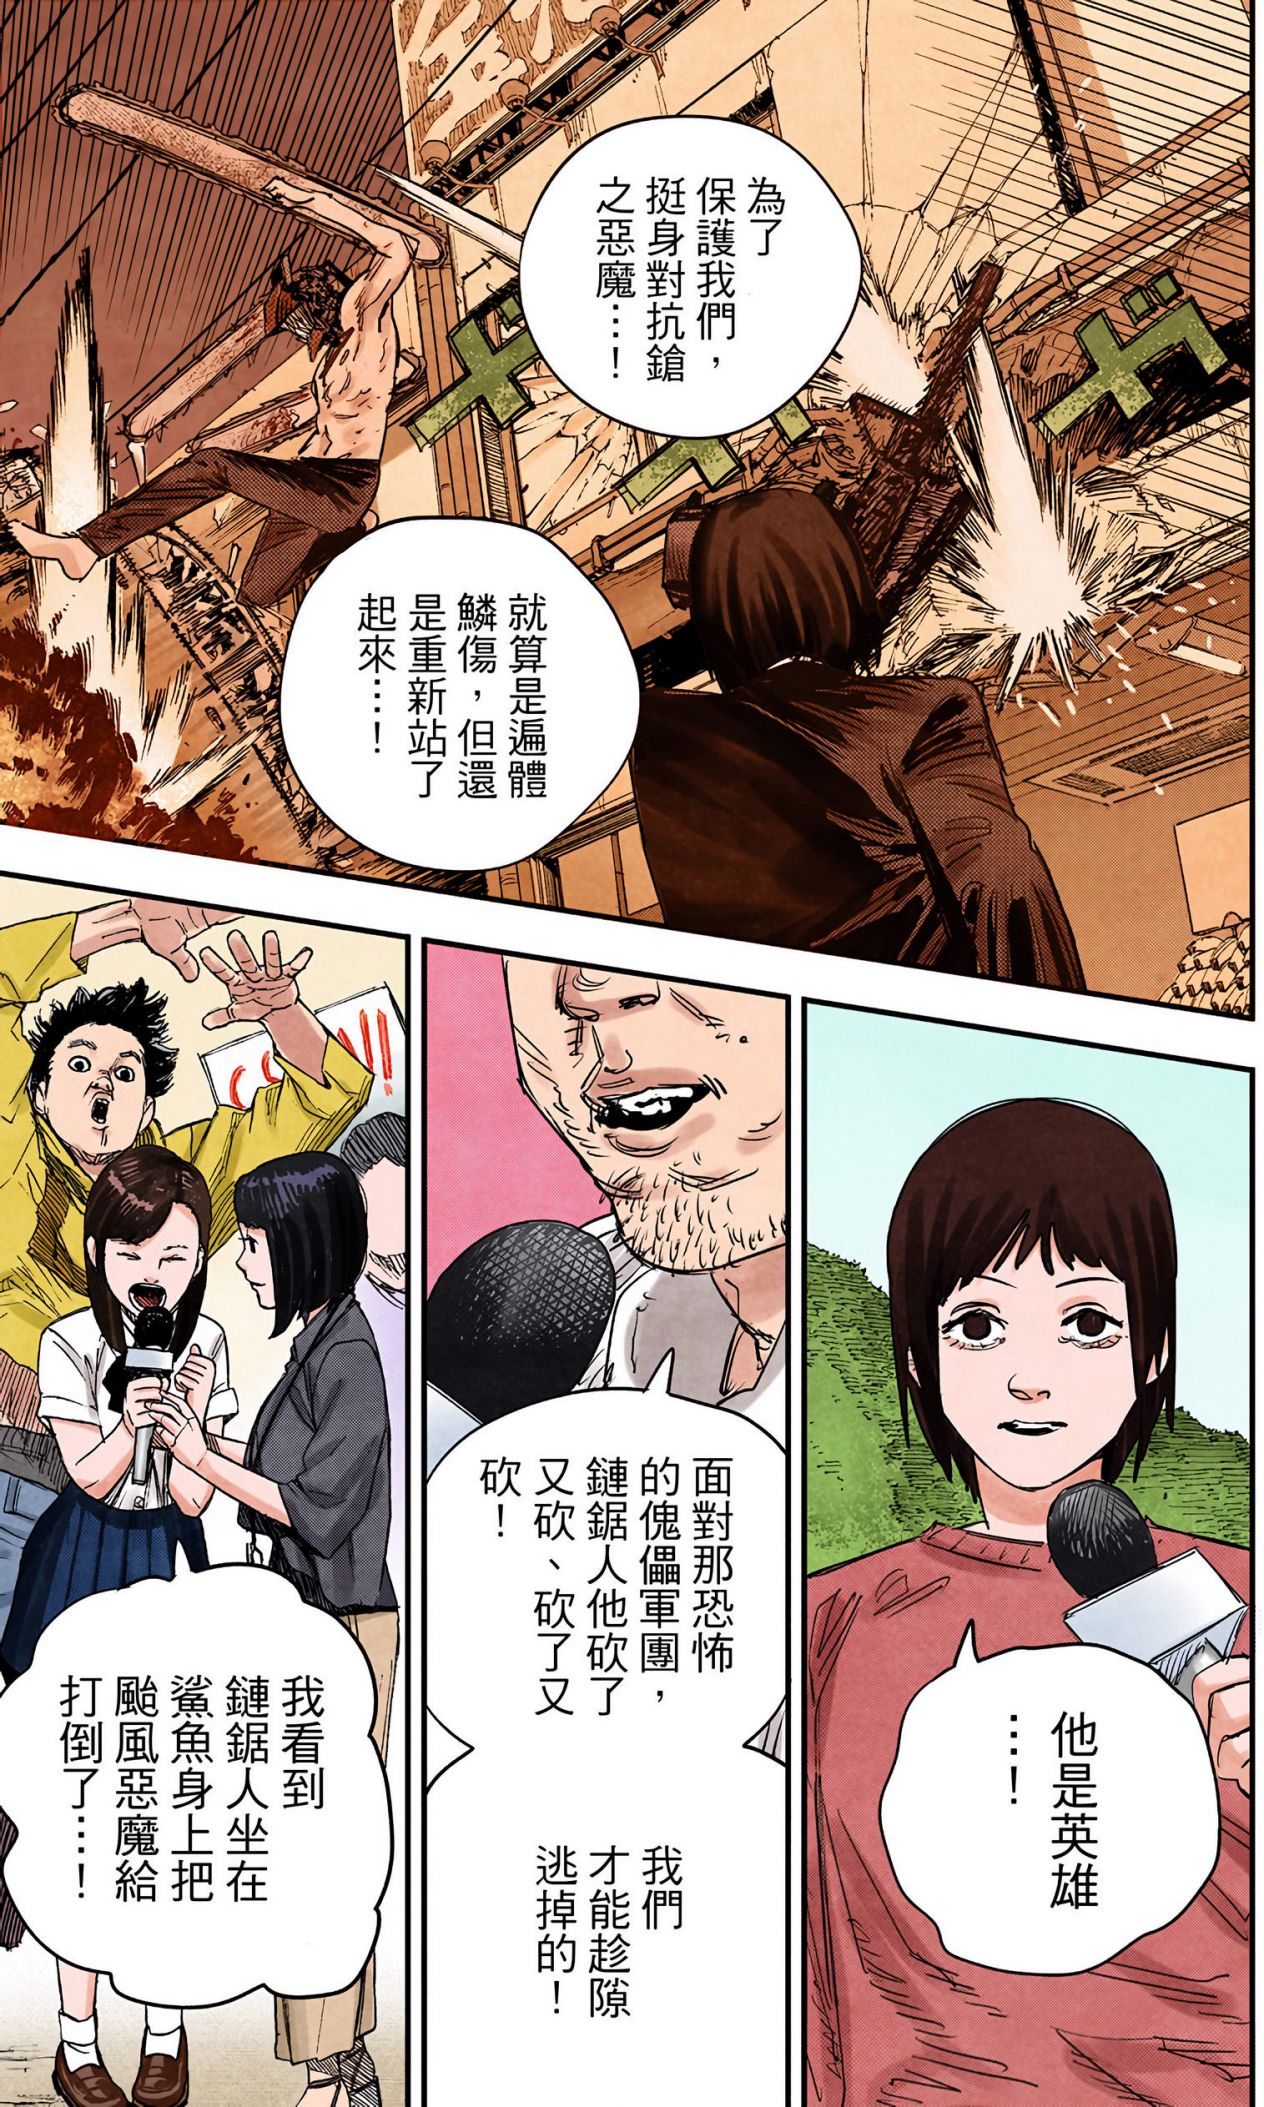 為了
保護我們，
挺身對抗鎗
之惡魔…！
就算是遍體
鱗傷，但還
是重新站了
起來…！
他是英雄
…！
面對那恐怖
的傀儡軍團，
鏈鋸人他砍了
又砍、砍了又
砍！
我們
才能趁隙
逃掉的！
我看到
鏈鋸人坐在
鯊魚身上把
颱風惡魔給
打倒了…！